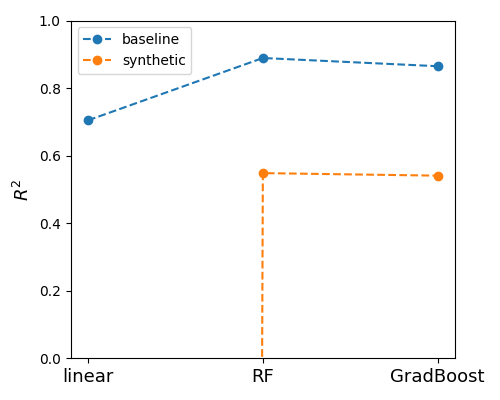 1.0
baseline
synthetic
0.8
0.6
R²
0.4
0.2
0.0
linear
RF
GradBoost